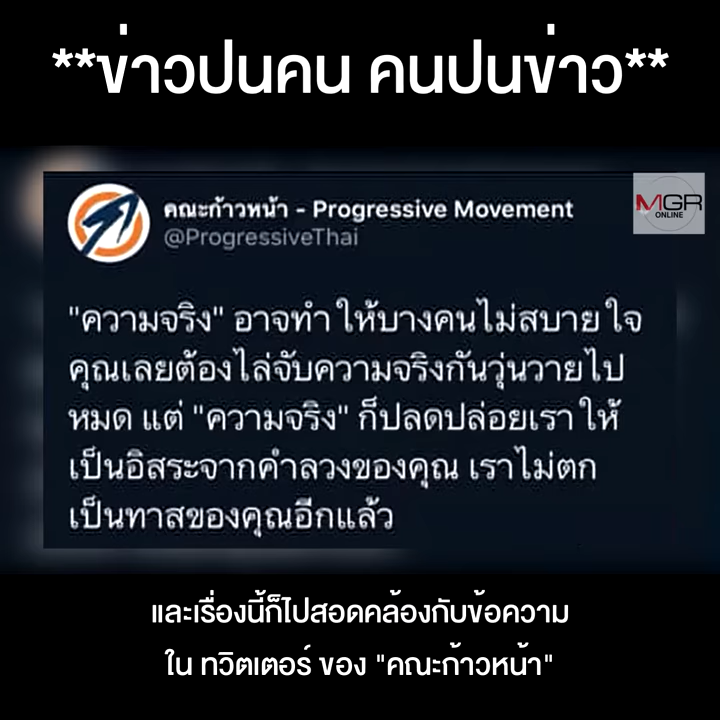 **ข่าวปนคน คนปนข่าว**
MGR
ONLINE
คณะก้าวหน้า - Progressive Movement
@ProgressiveThai
"ความจริง" อาจทำให้บางคนไม่สบายใจ
คุณเลยต้องไล่จับความจริงกันวุ่นวายไป
หมด แต่ "ความจริง" ก็ปลดปล่อยเราให้
เป็นอิสระจากคำลวงของคุณ เราไม่ตก
เป็นทาสของคุณอีกแล้ว
และเรื่องนี้ก็ไปสอดคล้องกับข้อความ
ใน ทวิตเตอร์ ของ "คณะก้าวหน้า"